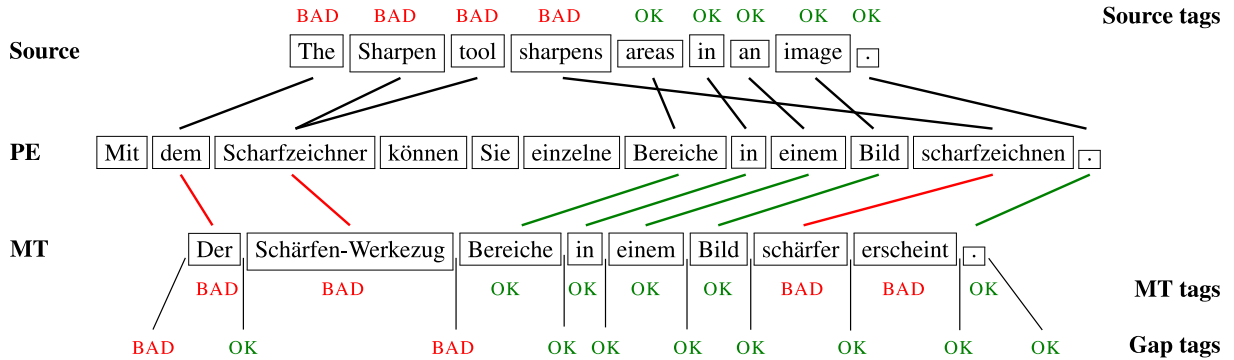 BAD BAD BAD BAD OK OK OK OK OK Source tags
Source The Sharpen tool sharpens areas in an image .
PE Mit dem Scharfzeichner können Sie einzelne Bereiche in einem Bild scharfzeichnen .
MT Der Schärfen-Werkezug Bereiche in einem Bild schärfer erscheint .
BAD BAD OK OK OK OK BAD BAD OK MT tags
BAD OK BAD OK OK OK OK OK OK OK Gap tags